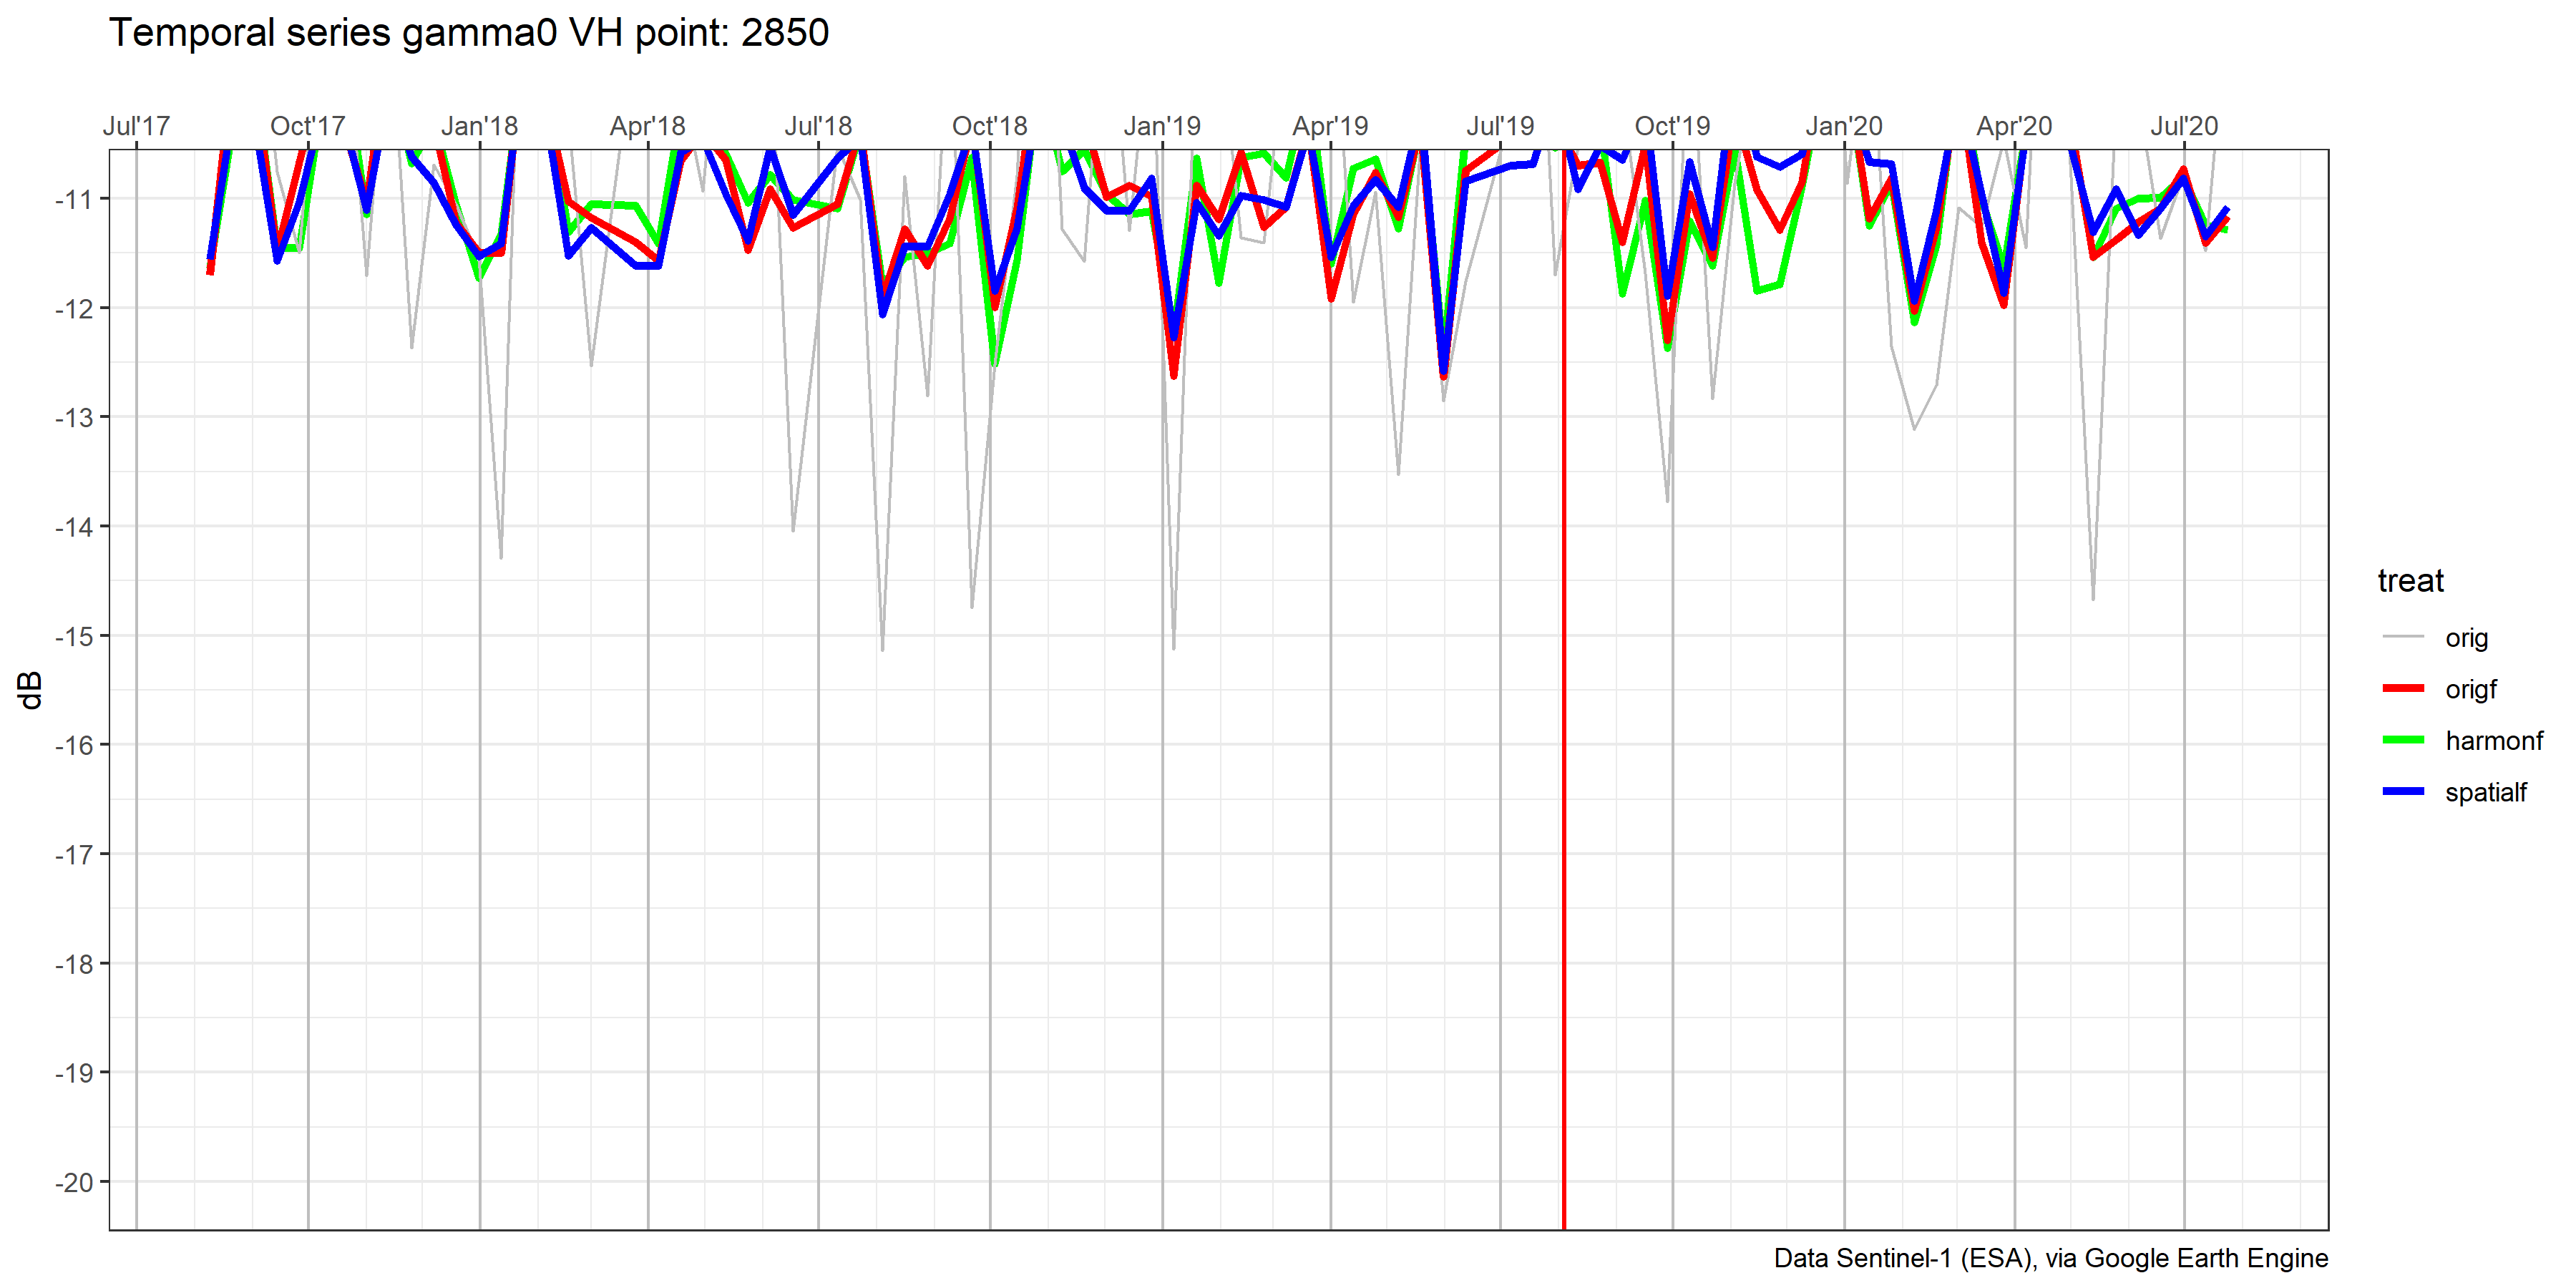 Temporal series gamma0 VH point: 2850
Jul'17 Oct'17 Jan'18 Apr'18 Jul'18 Oct'18 Jan'19 Apr'19 Jul'19 Oct'19 Jan'20 Apr'20 Jul'20
-11
-12
-13
-14
-15
-16
-17
-18
-19
-20
dB
treat
orig
origf
harmonf
spatialf
Data Sentinel-1 (ESA), via Google Earth Engine